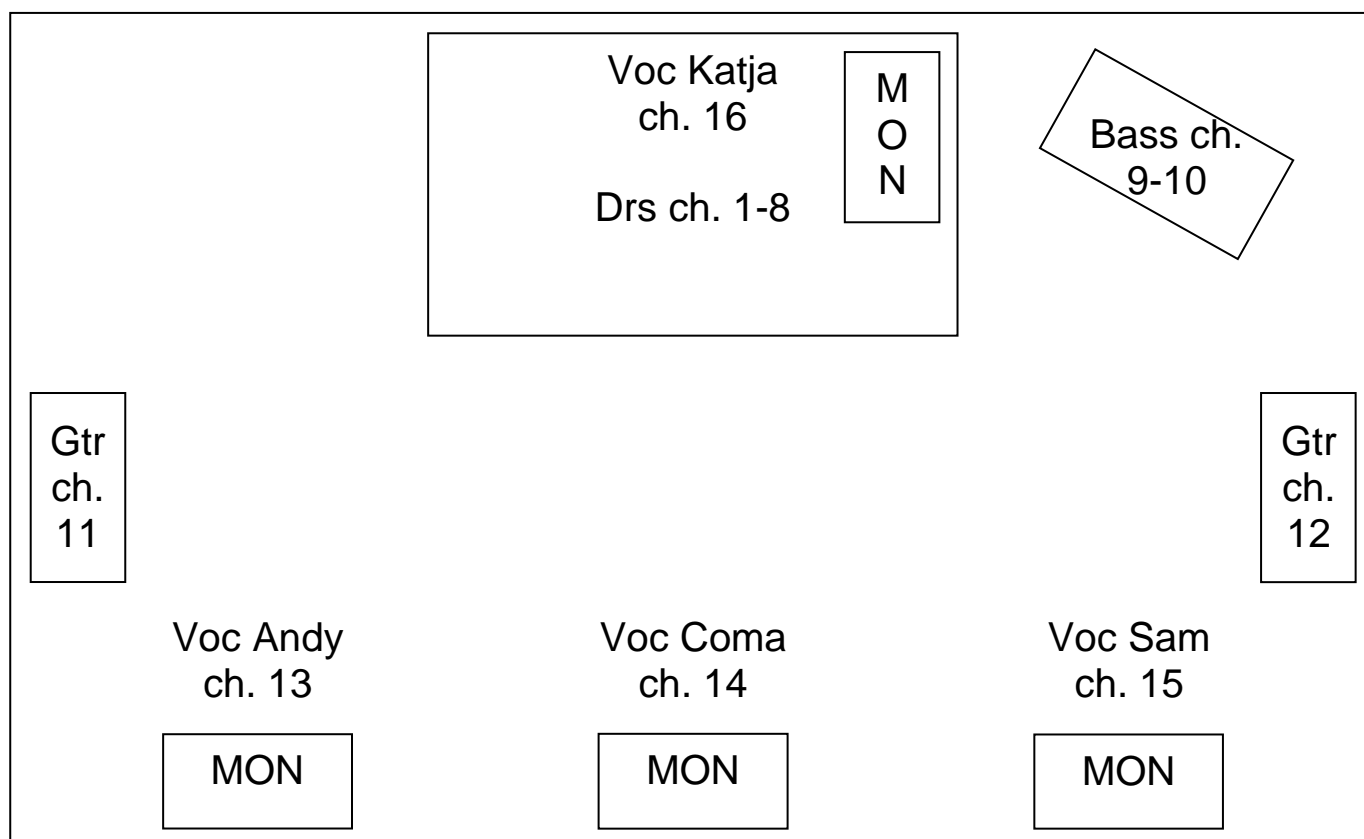 Voc Katja
ch. 16
Drs ch. 1-8
M
O
N
Bass ch.
9-10
Gtr
ch.
11
Gtr
ch.
12
Voc Andy
ch. 13
Voc Coma
ch. 14
Voc Sam
ch. 15
MON
MON
MON